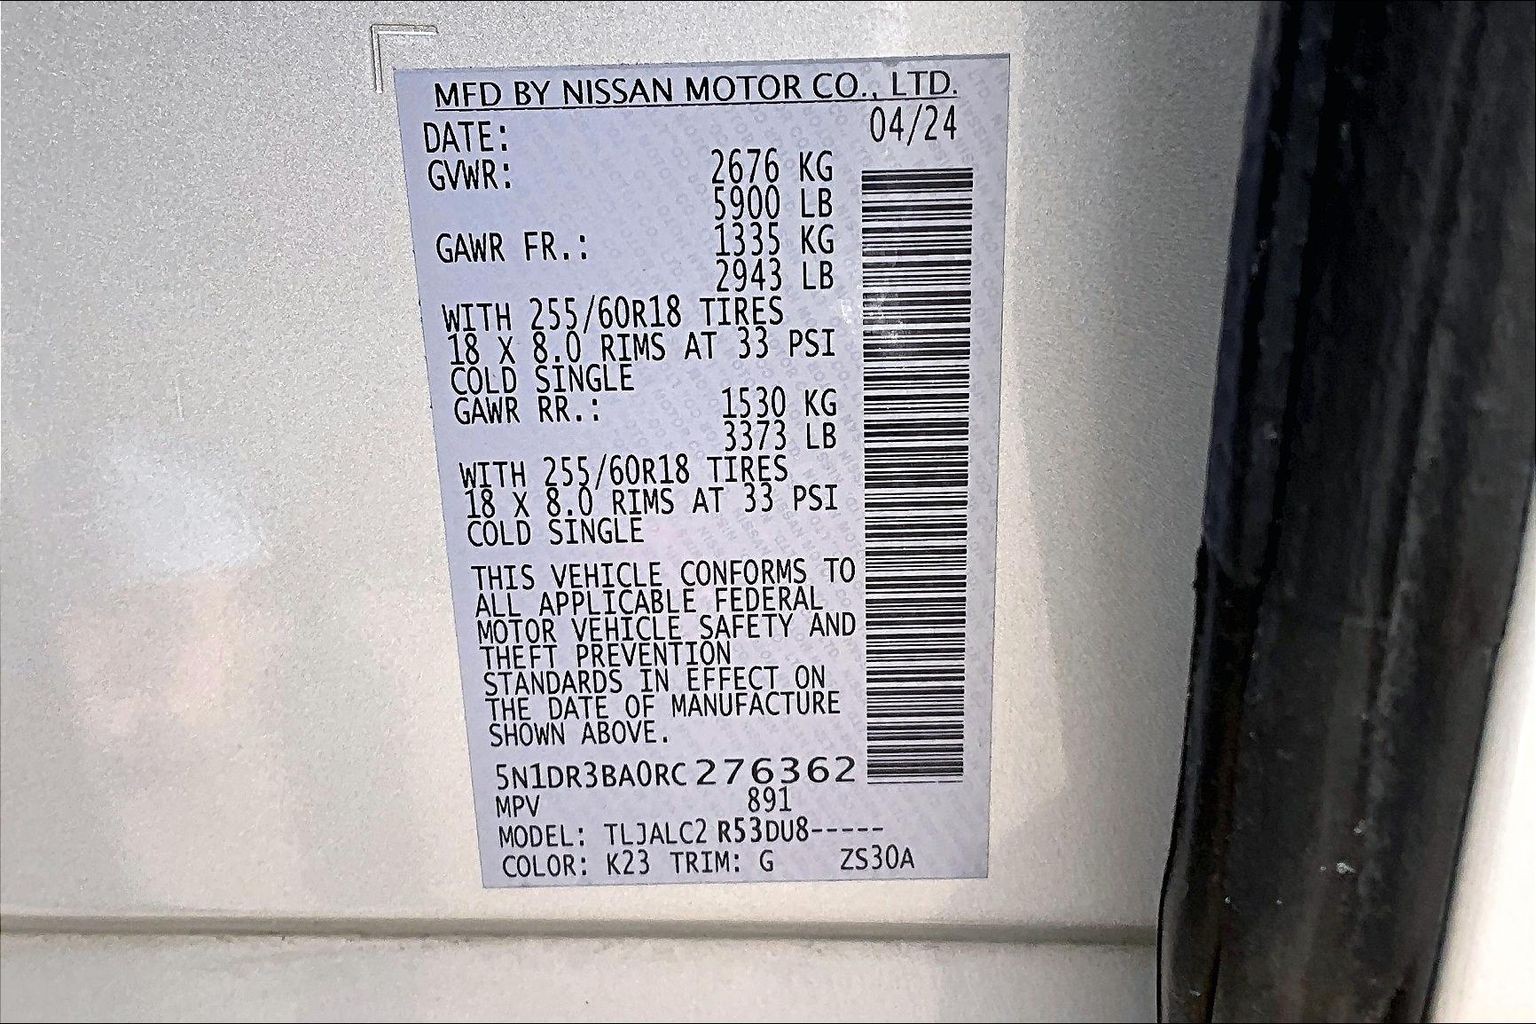 MFD BY NISSAN MOTOR CO., LTD.
DATE: 04/24
GVWR: 2676 KG
5900 LB
GAWR FR.: 1335 KG
2943 LB
WITH 255/60R18 TIRES
18 X 8.0 RIMS AT 33 PSI
COLD SINGLE
GAWR RR.: 1530 KG
3373 LB
WITH 255/60R18 TIRES
18 X 8.0 RIMS AT 33 PSI
COLD SINGLE
THIS VEHICLE CONFORMS TO
ALL APPLICABLE FEDERAL
MOTOR VEHICLE SAFETY AND
THEFT PREVENTION
STANDARDS IN EFFECT ON
THE DATE OF MANUFACTURE
SHOWN ABOVE.
5N1DR3BA0RC276362
MPV 891
MODEL: TLJALC2 R53DU8-----
COLOR: K23 TRIM: G ZS30A